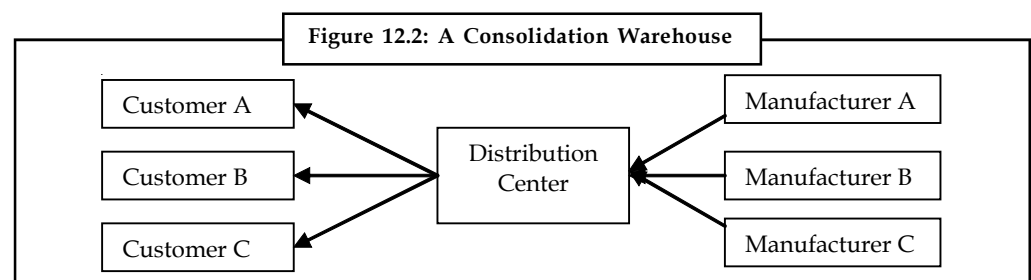 Figure 12.2: A Consolidation Warehouse
Customer A
Manufacturer A
Distribution
Center
Customer B
Manufacturer B
Customer C
Manufacturer C